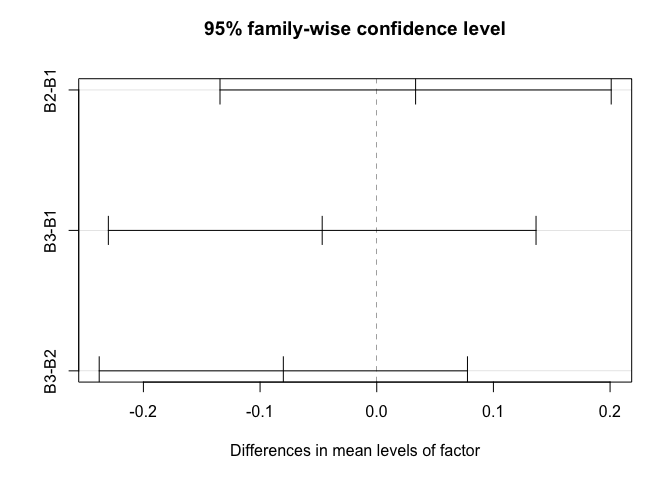 95% family-wise confidence level
B2-B1
B3-B1
B3-B2
-0.2 -0.1 0.0 0.1 0.2
Differences in mean levels of factor